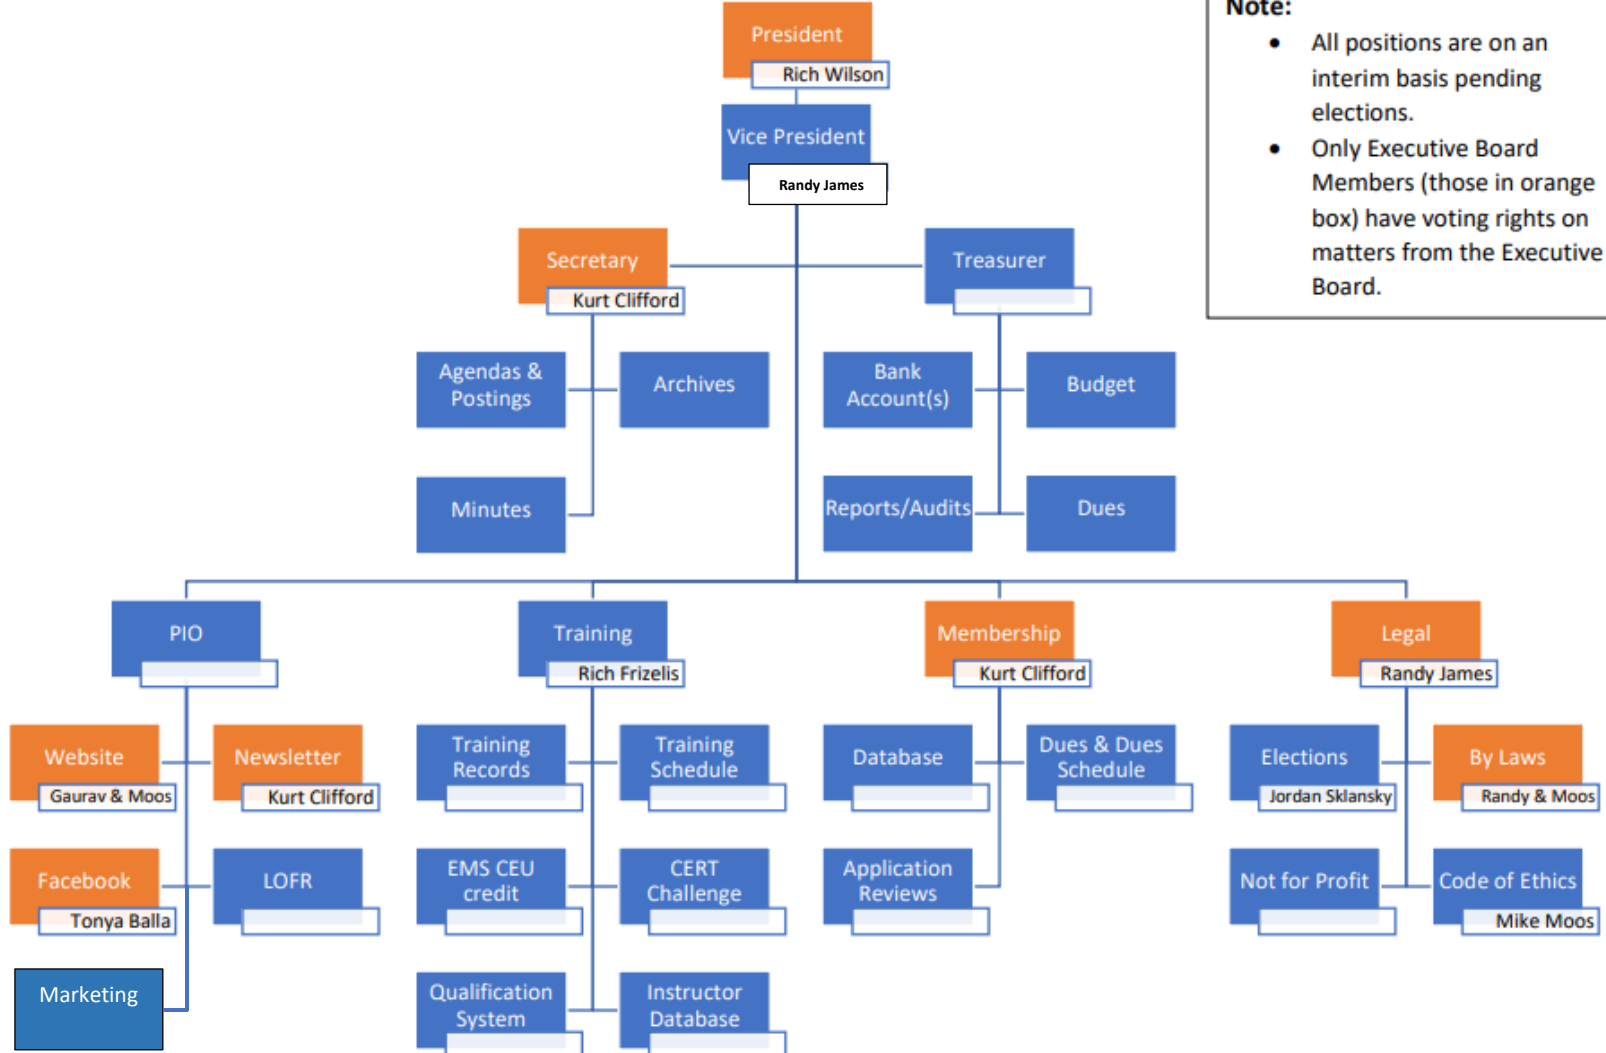 President
Rich Wilson
Vice President
Randy James
Note:
• All positions are on an
interim basis pending
elections.
• Only Executive Board
Members (those in orange
box) have voting rights on
matters from the Executive
Board.
Secretary
Kurt Clifford
Treasurer
Agendas &
Postings
Archives
Bank
Account(s)
Budget
Minutes
Reports/Audits
Dues
PIO
Training
Rich Frizelis
Membership
Kurt Clifford
Legal
Randy James
Website
Gaurav & Moos
Newsletter
Kurt Clifford
Training
Records
Training
Schedule
Database
Dues & Dues
Schedule
Elections
Jordan Sklansky
By Laws
Randy & Moos
Facebook
Tonya Balla
LOFR
EMS CEU
credit
CERT
Challenge
Application
Reviews
Not for Profit
Code of Ethics
Mike Moos
Marketing
Qualification
System
Instructor
Database